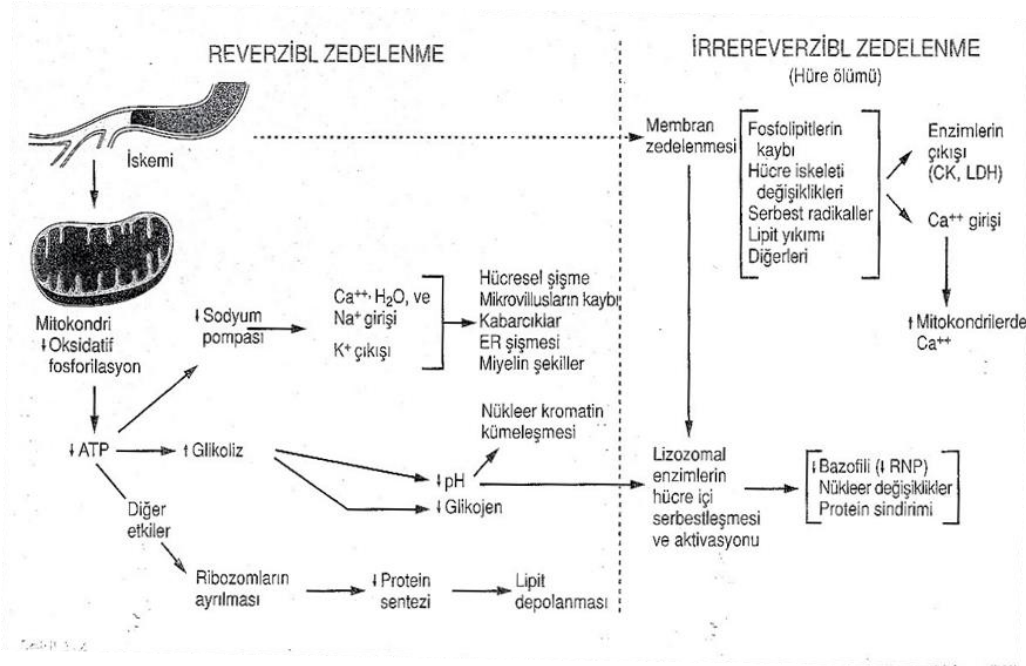 REVERZİBL ZEDELENME
İskemi
Mitokondri
↓ Oksidatif
fosforilasyon
↓ ATP
↓ Sodyum
pompası
Ca⁺⁺, H₂O, ve
Na⁺ girişi
K⁺ çıkışı
Hücresel şişme
Mikrovillusların kaybı
Kabarcıklar
ER şişmesi
Miyelin şekiller
↑ Glikoliz
Nükleer kromatin
kümeleşmesi
↓ pH
↓ Glikojen
Diğer
etkiler
Ribozomların
ayrılması
↓ Protein
sentezi
Lipit
depolanması
İRREREVERZİBL ZEDELENME
(Hüre ölümü)
Membran
zedelenmesi
Fosfolipitlerin
kaybı
Hücre iskeleti
değişiklikleri
Serbest radikaller
Lipit yıkımı
Diğerleri
Enzimlerin
çıkışı
(CK, LDH)
Ca⁺⁺ girişi
↑ Mitokondrilerde
Ca⁺⁺
Lizozomal
enzimlerin
hücre içi
serbestleşmesi
ve aktivasyonu
↓ Bazofili (↓ RNP)
Nükleer değişiklikler
Protein sindirimi